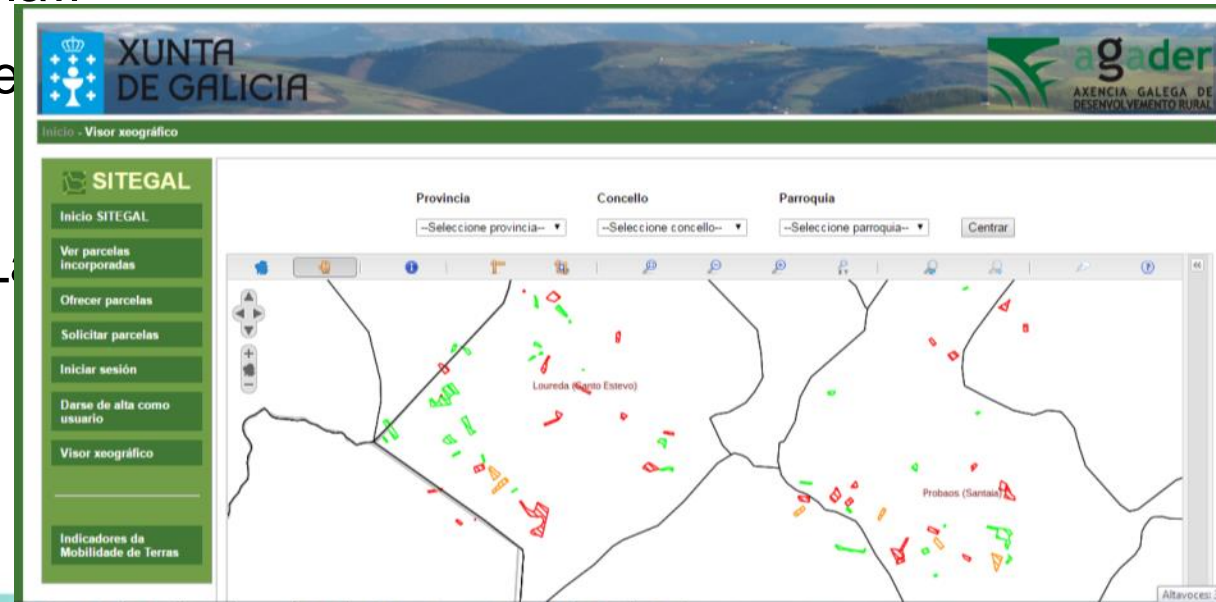 XUNTA
DE GALICIA
agader
AXENCIA GALEGA DE
DESENVOLVEMENTO RURAL
Inicio - Visor xeográfico
SITEGAL
Inicio SITEGAL
Ver parcelas
incorporadas
Ofrecer parcelas
Solicitar parcelas
Iniciar sesión
Darse de alta como
usuario
Visor xeográfico
Indicadores da
Mobilidade de Terras
Provincia Concello Parroquia
--Seleccione provincia-- --Seleccione concello-- --Seleccione parroquia-- Centrar
Loureda (Santo Estevo)
Probaos (Santaia)
Altavoces: